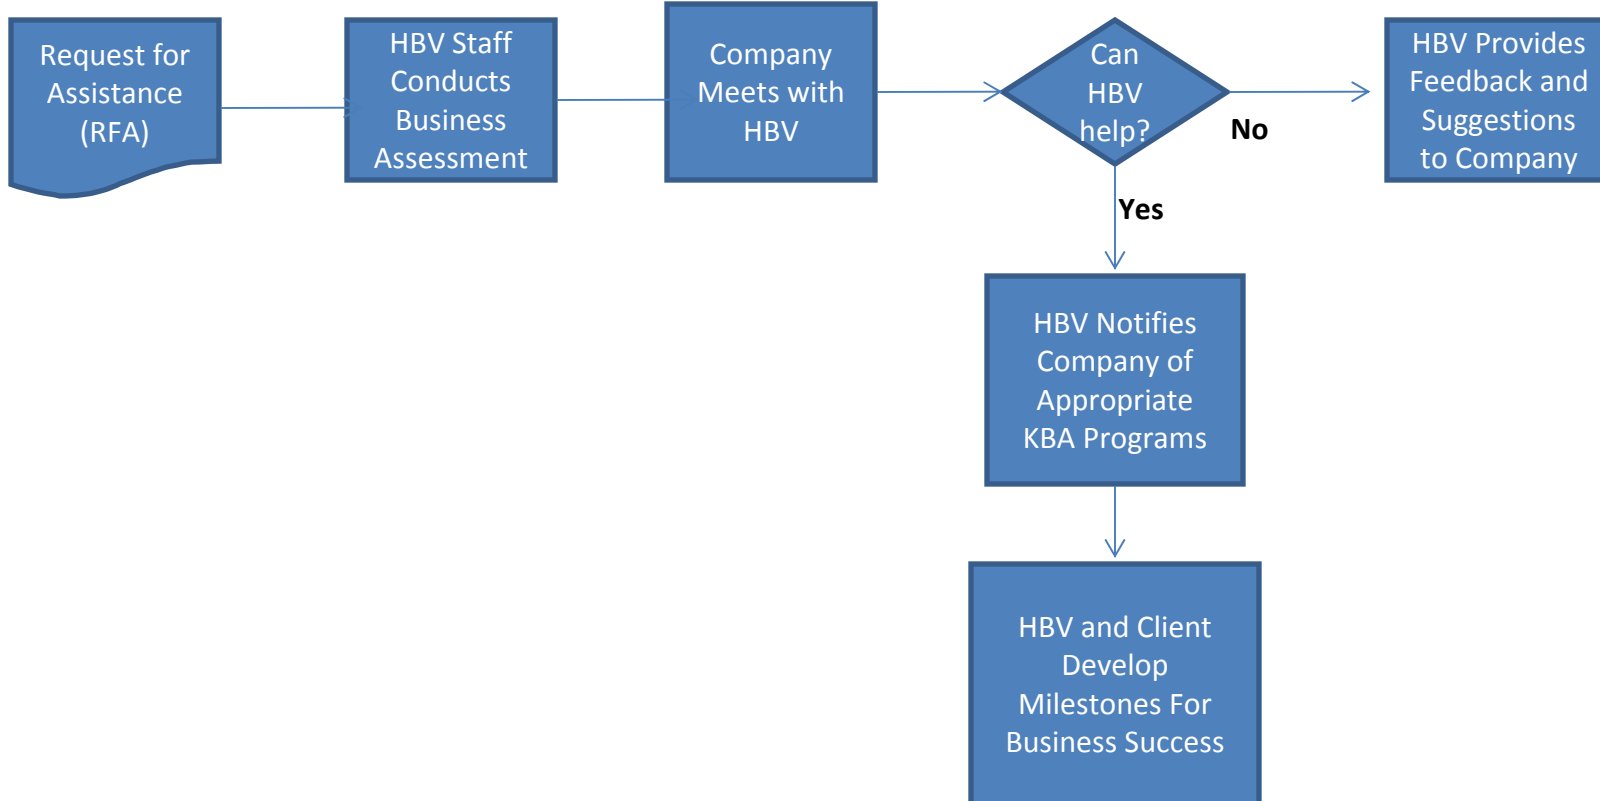 Request for
Assistance
(RFA)
HBV Staff
Conducts
Business
Assessment
Company
Meets with
HBV
Can
HBV
help?
No
HBV Provides
Feedback and
Suggestions
to Company
Yes
HBV Notifies
Company of
Appropriate
KBA Programs
HBV and Client
Develop
Milestones For
Business Success